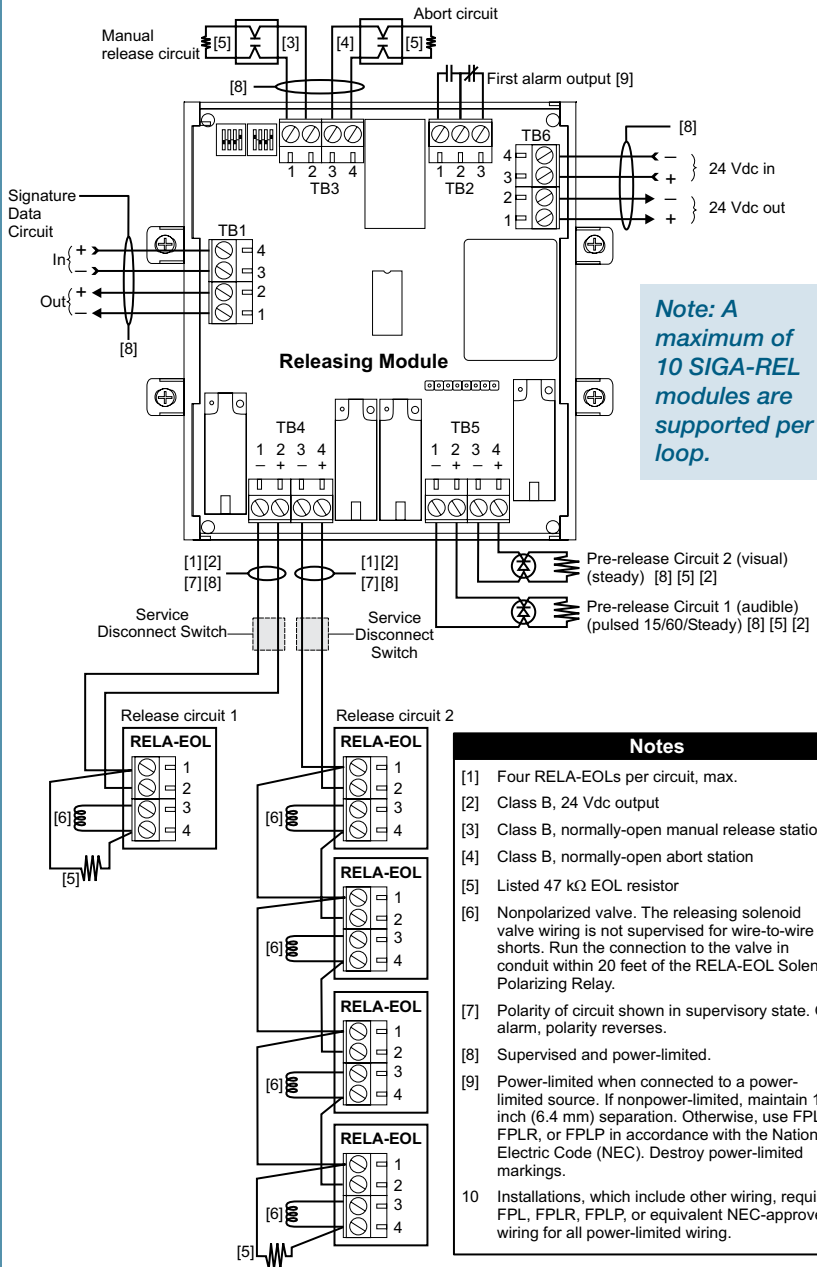 Abort circuit
Manual
release circuit
[5]
[3]
[4]
[5]
[8]
First alarm output [9]
[8]
1 2 3 4
TB3
1 2 3
TB2
TB6
4
3
2
1
−
+
24 Vdc in
−
+
24 Vdc out
Signature
Data
Circuit
In
+
−
Out
+
−
[8]
TB1
4
3
2
1
Releasing Module
Note: A
maximum of
10 SIGA-REL
modules are
supported per
loop.
TB4
1 2 3 4
− + − +
TB5
1 2 3 4
− + − +
[1] [2]
[7] [8]
[1] [2]
[7] [8]
Pre-release Circuit 2 (visual)
(steady) [8] [5] [2]
Pre-release Circuit 1 (audible)
(pulsed 15/60/Steady) [8] [5] [2]
Service
Disconnect Switch
Service
Disconnect
Switch
Release circuit 1
RELA-EOL
1
2
3
4
[6]
[5]
Release circuit 2
RELA-EOL
1
2
3
4
[6]
RELA-EOL
1
2
3
4
[6]
RELA-EOL
1
2
3
4
[6]
RELA-EOL
1
2
3
4
[6]
[5]
Notes
[1] Four RELA-EOLs per circuit, max.
[2] Class B, 24 Vdc output
[3] Class B, normally-open manual release
[4] Class B, normally-open abort station
[5] Listed 47 kΩ EOL resistor
[6] Nonpolarized valve. The releasing solenoid
valve wiring is not supervised for wire-to-wire
shorts. Run the connection to the valve in
conduit within 20 feet of the RELA-EOL
Polarizing Relay.
[7] Polarity of circuit shown in supervisory state.
alarm, polarity reverses.
[8] Supervised and power-limited.
[9] Power-limited when connected to a power-
limited source. If nonpower-limited, maintain
inch (6.4 mm) separation. Otherwise, use
FPLR, or FPLP in accordance with the
Electric Code (NEC). Destroy power-limited
markings.
10 Installations, which include other wiring,
FPL, FPLR, FPLP, or equivalent
wiring for all power-limited wiring.